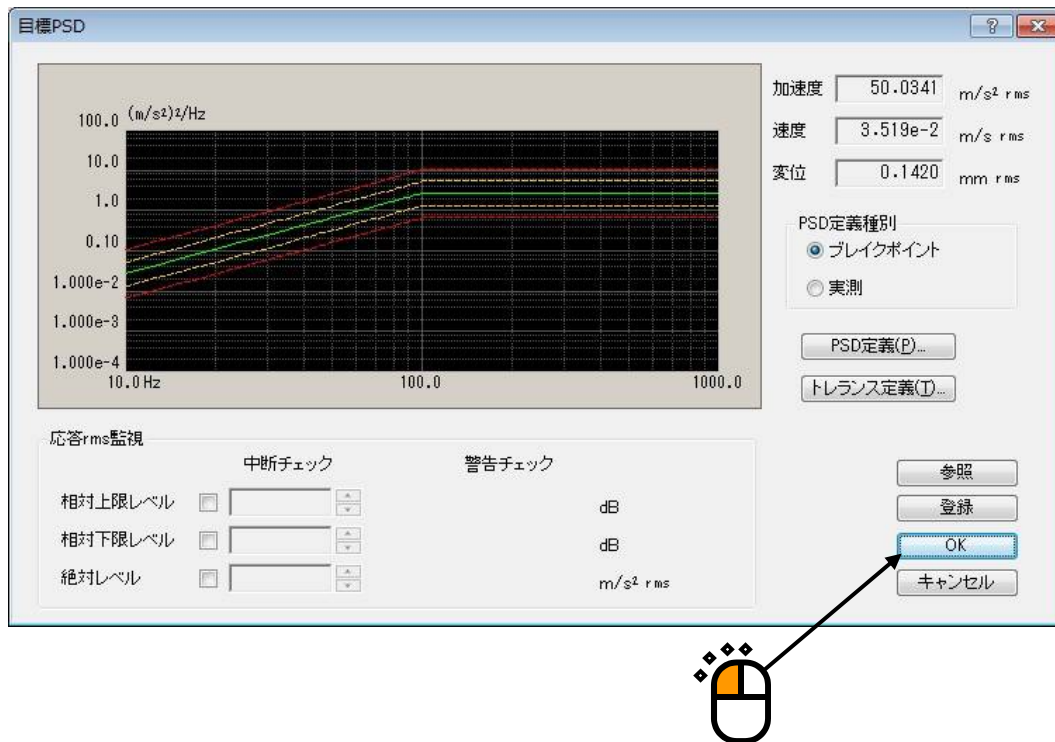 目標PSD
(m/s²)²/Hz
100.0
10.0
1.0
0.10
1.000e-2
1.000e-3
1.000e-4
10.0Hz
100.0
1000.0
加速度 50.0341 m/s² rms
速度 3.519e-2 m/s rms
変位 0.1420 mm rms
PSD定義種別
ブレイクポイント
実測
PSD定義(P)...
トレランス定義(T)...
応答rms監視
中断チェック 警告チェック
相対上限レベル dB
相対下限レベル dB
絶対レベル m/s² rms
参照
登録
OK
キャンセル